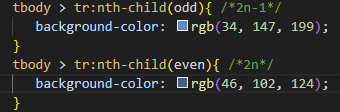 tbody > tr:nth-child(odd){ /*2n-1*/
background-color: rgb(34, 147, 199);
}
tbody > tr:nth-child(even){ /*2n*/
background-color: rgb(46, 102, 124);
}